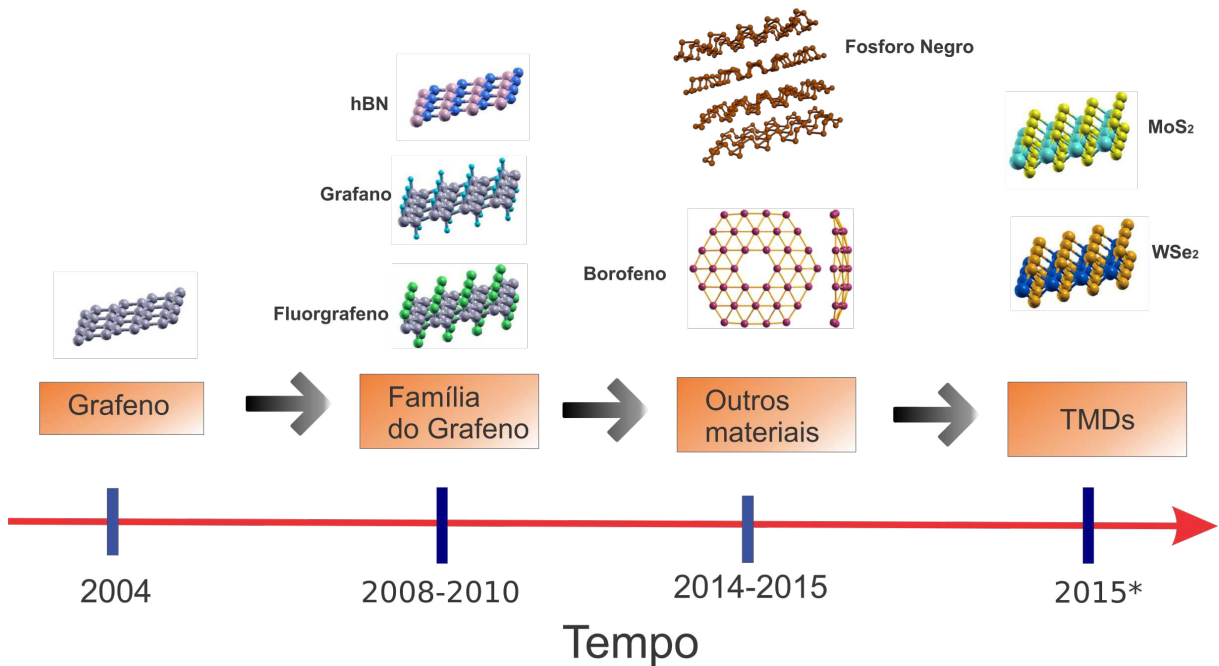 Fosforo Negro
hBN
MoS₂
Grafano
WSe₂
Borofeno
Fluorgrafeno
Grafeno
Família
do Grafeno
Outros
materiais
TMDs
2004
2008-2010
2014-2015
2015*
Tempo